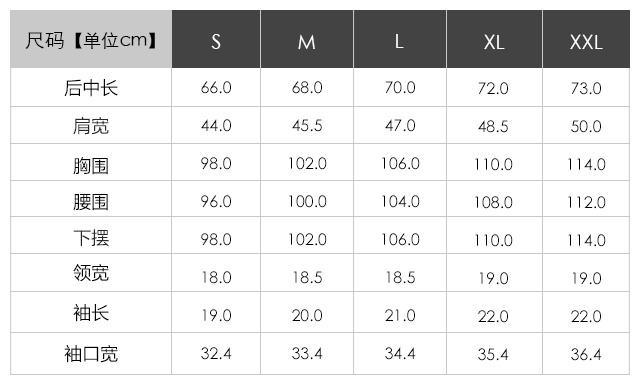 尺码【单位cm】 S M L XL XXL
后中长 66.0 68.0 70.0 72.0 73.0
肩宽 44.0 45.5 47.0 48.5 50.0
胸围 98.0 102.0 106.0 110.0 114.0
腰围 96.0 100.0 104.0 108.0 112.0
下摆 98.0 102.0 106.0 110.0 114.0
领宽 18.0 18.5 18.5 19.0 19.0
袖长 19.0 20.0 21.0 22.0 22.0
袖口宽 32.4 33.4 34.4 35.4 36.4